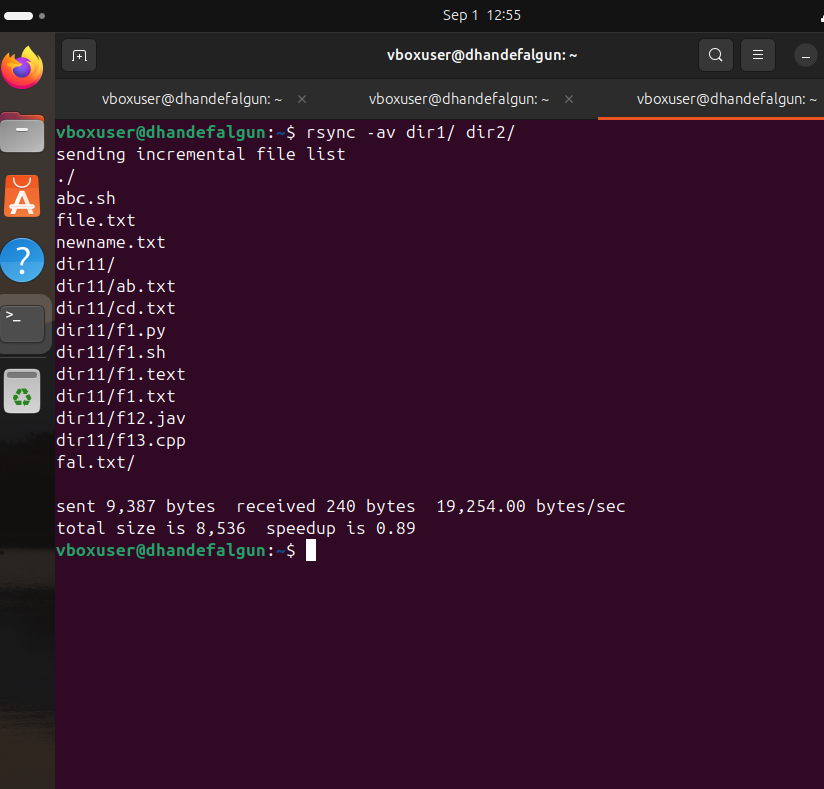 Sep 1 12:55
vboxuser@dhandefalgun: ~
vboxuser@dhandefalgun: ~ × vboxuser@dhandefalgun: ~ × vboxuser@dhandefalgun: ~
vboxuser@dhandefalgun:~$ rsync -av dir1/ dir2/
sending incremental file list
./
abc.sh
file.txt
newname.txt
dir11/
dir11/ab.txt
dir11/cd.txt
dir11/f1.py
dir11/f1.sh
dir11/f1.text
dir11/f1.txt
dir11/f12.jav
dir11/f13.cpp
fal.txt/
sent 9,387 bytes  received 240 bytes  19,254.00 bytes/sec
total size is 8,536  speedup is 0.89
vboxuser@dhandefalgun:~$